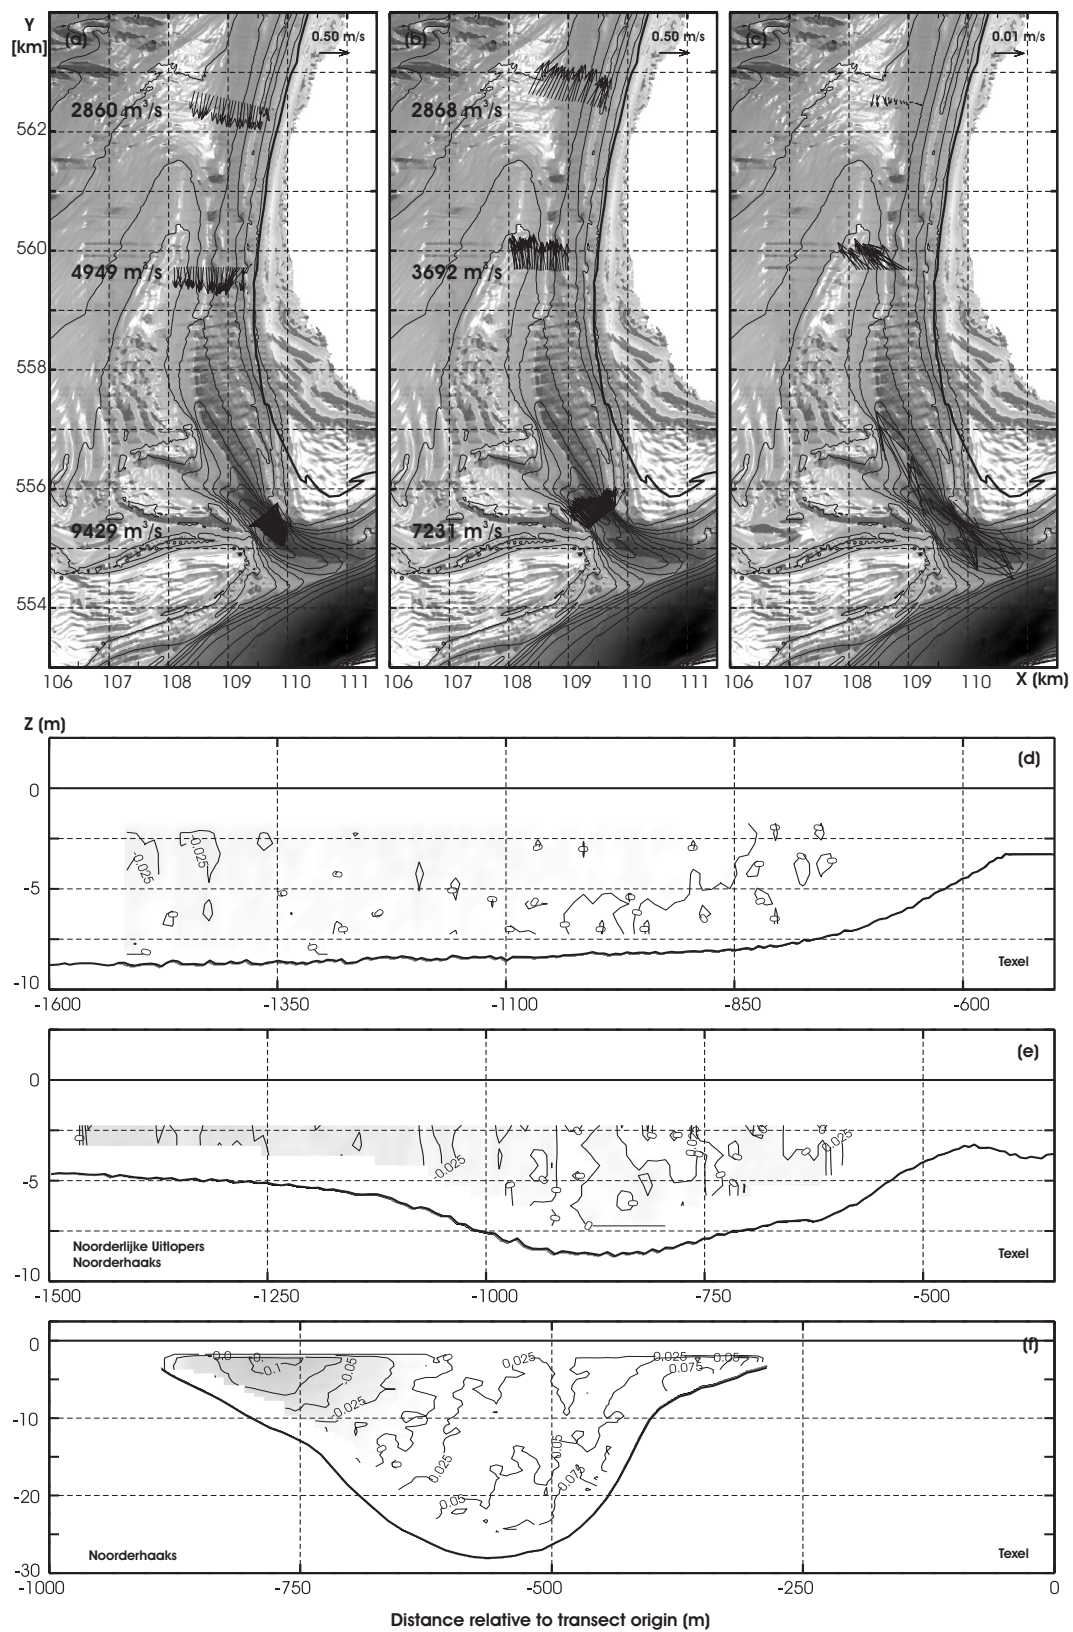 Y
[km]
(a)
0.50 m/s
(b)
0.50 m/s
(c)
0.01 m/s
2860 m³/s
2868 m³/s
562
560
4949 m³/s
3692 m³/s
558
556
9429 m³/s
7231 m³/s
554
106 107 108 109 110 111
106 107 108 109 110 111
106 107 108 109 110 X (km)
Z (m)
(d)
0
-0.025
-0.025
-5
-10
Texel
-1600 -1350 -1100 -850 -600
(e)
0
-0.025
0.025
-5
-10
Noorderlijke Uitlopers
Noorderhaaks
Texel
-1500 -1250 -1000 -750 -500
(f)
0
-0.0
0.1
-0.05
-0.025
0.025
0.025
0.05
0.075
-10
0.025
0.05
0.05
0.075
-20
-30
Noorderhaaks
Texel
-1000 -750 -500 -250 0
Distance relative to transect origin (m)